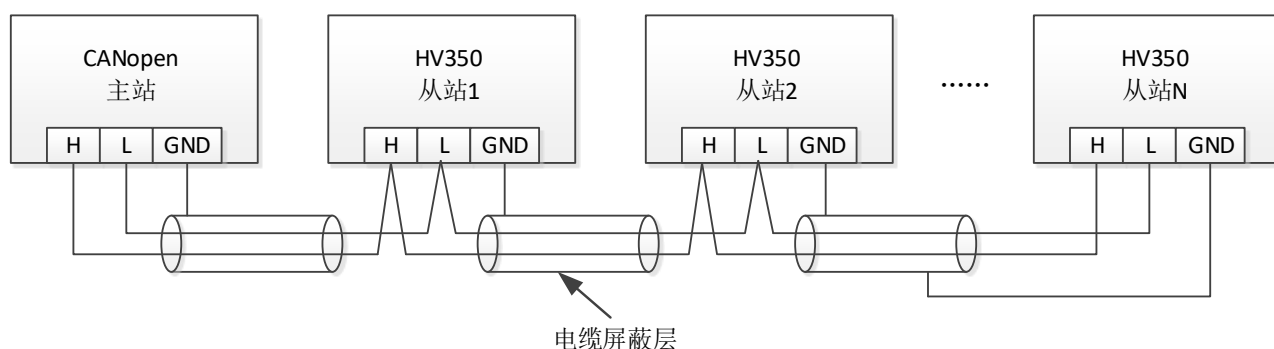 CANopen
主站
H L GND
HV350
从站1
H L GND
HV350
从站2
H L GND
......
HV350
从站N
H L GND
电缆屏蔽层